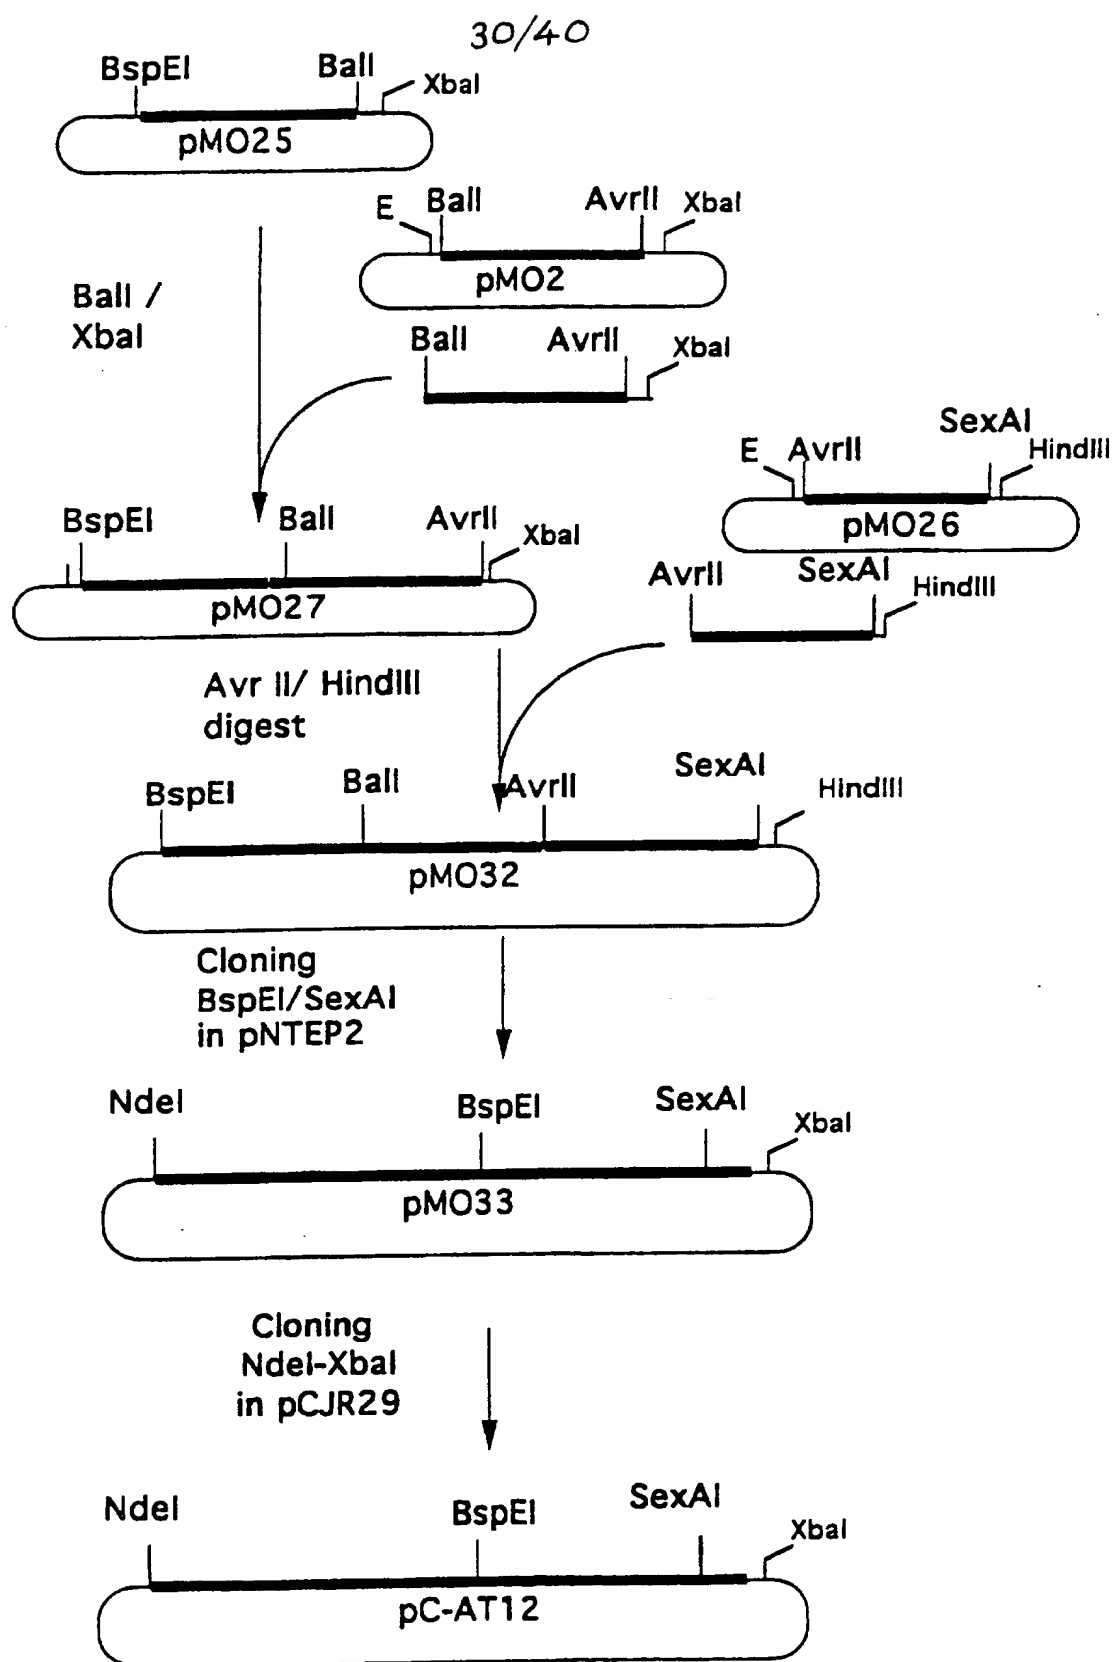 30/40
BspEI
BalI
XbaI
pMO25
E
BalI
AvrII
XbaI
pMO2
BalI /
XbaI
BalI
AvrII
XbaI
SexAI
E
AvrII
HindIII
pMO26
BspEI
BalI
AvrII
XbaI
pMO27
AvrII
SexAI
HindIII
Avr II/ HindIII
digest
BspEI
BalI
AvrII
SexAI
HindIII
pMO32
Cloning
BspEI/SexAI
in pNTEP2
NdeI
BspEI
SexAI
XbaI
pMO33
Cloning
NdeI-XbaI
in pCJR29
NdeI
BspEI
SexAI
XbaI
pC-AT12